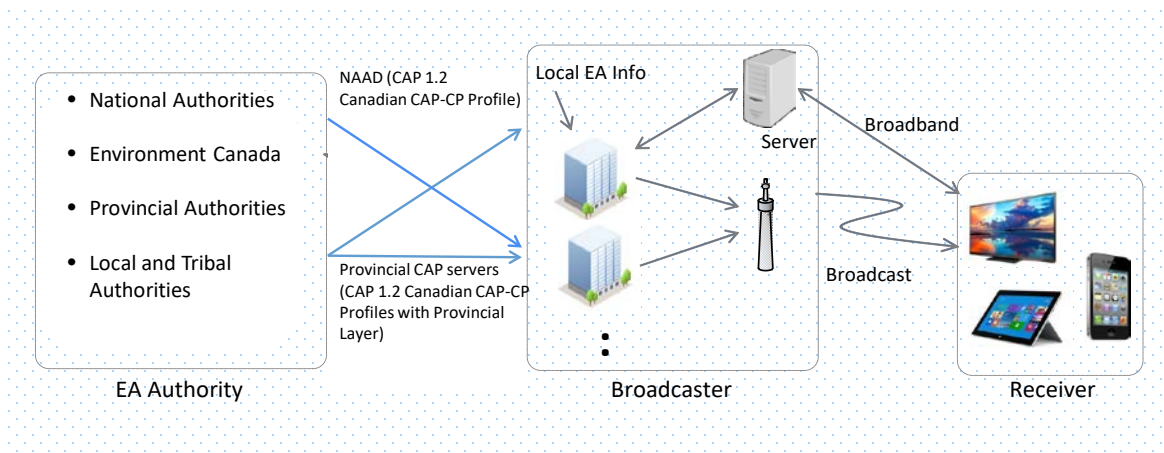 • National Authorities
• Environment Canada
• Provincial Authorities
• Local and Tribal
Authorities
EA Authority
NAAD (CAP 1.2
Canadian CAP-CP Profile)
Provincial CAP servers
(CAP 1.2 Canadian CAP-CP
Profiles with Provincial
Layer)
Local EA Info
Server
:
Broadcaster
Broadband
Broadcast
Receiver